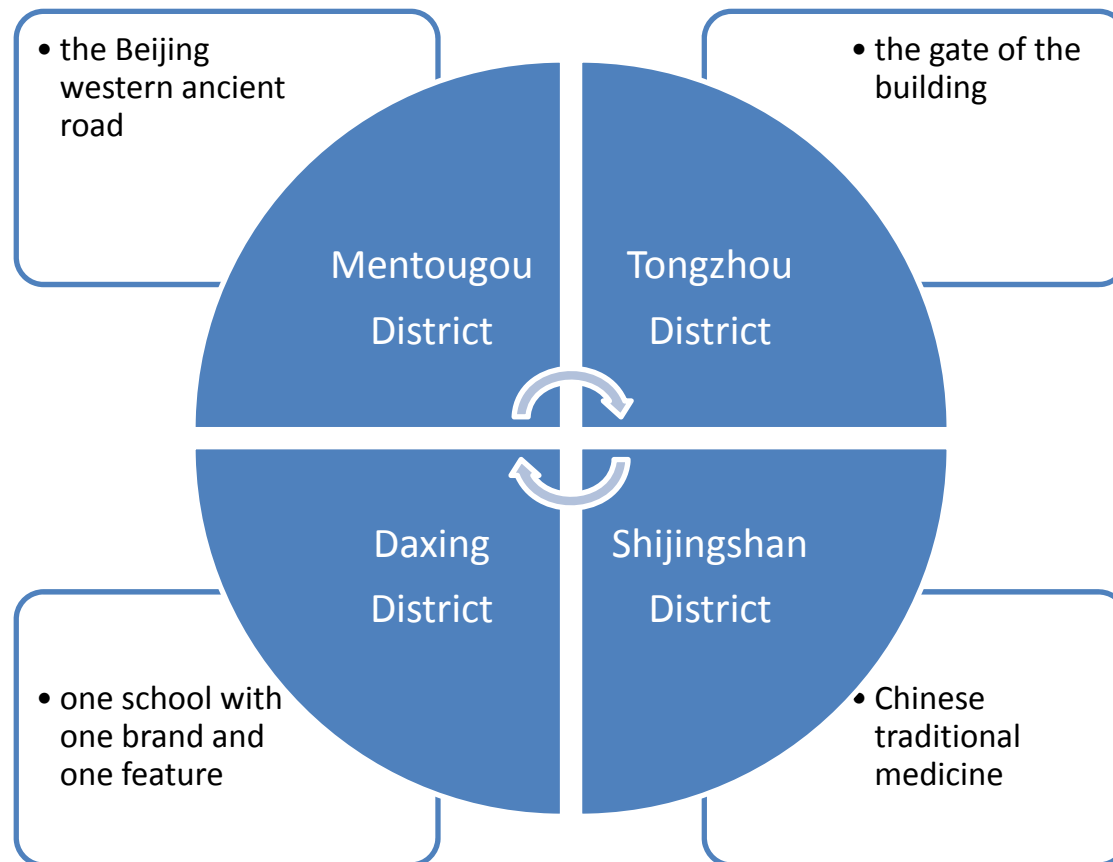 • the Beijing
western ancient
road
• the gate of the
building
Mentougou
District
Tongzhou
District
Daxing
District
Shijingshan
District
• one school with
one brand and
one feature
• Chinese
traditional
medicine